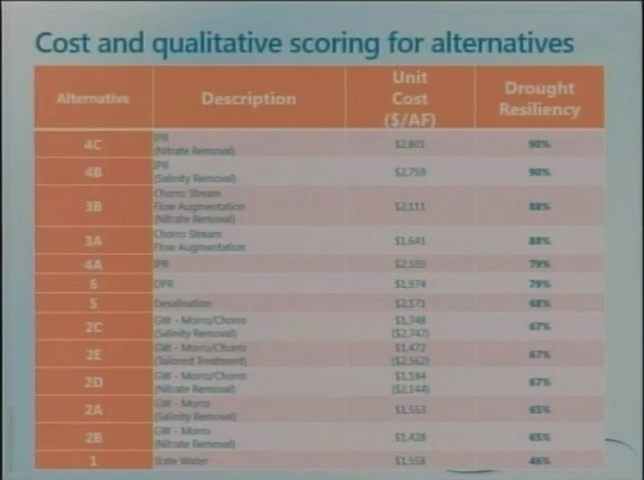 Cost and qualitative scoring for alternatives
Alternative Description Unit Cost ($/AF) Drought Resiliency
4C IPR (Nitrate Removal) $2,801 90%
4B IPR (Salinity Removal) $2,759 90%
3B Chorro Stream Flow Augmentation (Nitrate Removal) $2,111 88%
3A Chorro Stream Flow Augmentation $1,641 88%
4A IPR $2,103 79%
6 DPR $1,974 79%
5 Desalination $2,171 68%
2C GW - Morro/Chorro (Salinity Removal) $1,748 ($2,747) 67%
2E GW - Morro/Chorro (Tailored Treatment) $1,472 ($2,562) 67%
2D GW - Morro/Chorro (Nitrate Removal) $1,184 ($2,144) 67%
2A GW - Morro (Salinity Removal) $1,553 65%
2B GW - Morro (Nitrate Removal) $1,428 65%
1 State Water $1,558